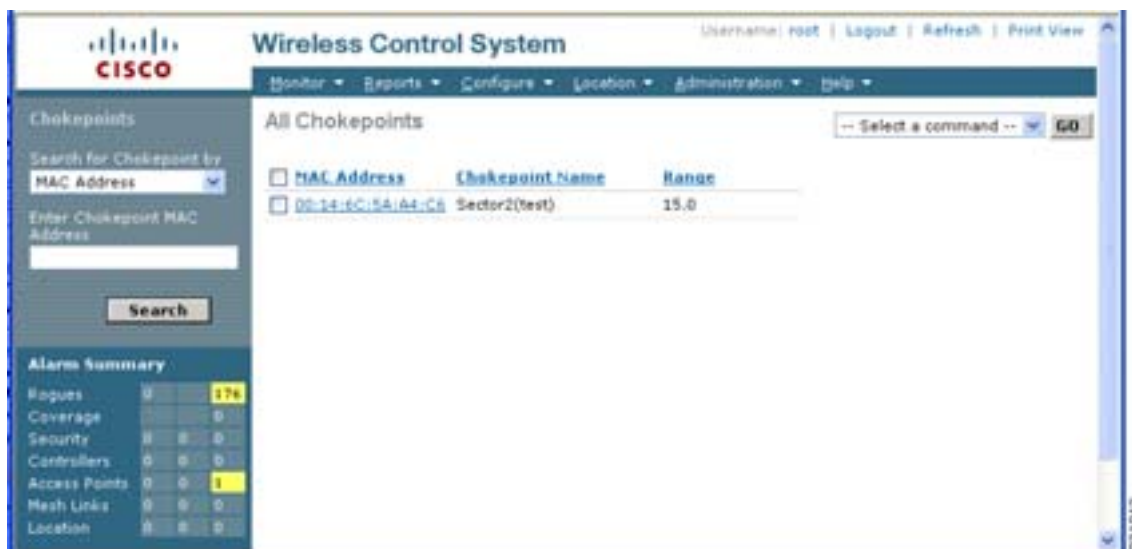 CISCO
Wireless Control System
Username: root | Logout | Refresh | Print View
Monitor Reports Configure Location Administration Help
Chokepoints
Search for Chokepoint by
MAC Address
Enter Chokepoint MAC
Address
Search
All Chokepoints
-- Select a command -- GO
MAC Address Chokepoint Name Range
00:14:6C:5A:A4:C6 Sector2(test) 15.0
Alarm Summary
Rogues 0 176
Coverage 0
Security 0 0 0
Controllers 0 0 0
Access Points 0 0 1
Mesh Links 0 0 0
Location 0 0 0